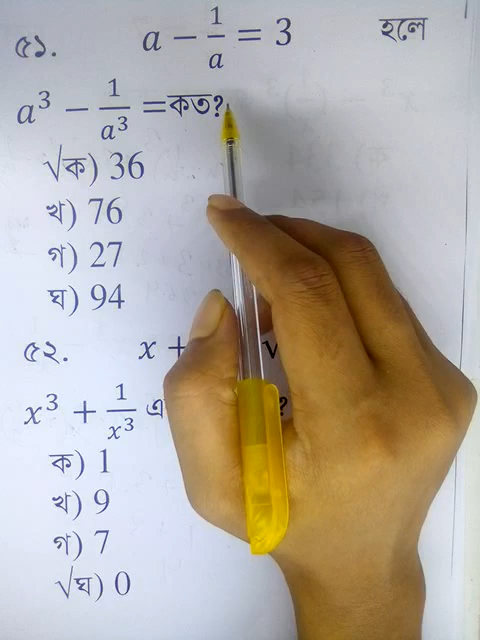 ৫১. a − 1/a = 3 হলে
a³ − 1/a³ = কত?
√ক) 36
খ) 76
গ) 27
ঘ) 94
৫২. x +
x³ + 1/x³ ?
ক) 1
খ) 9
গ) 7
√ঘ) 0